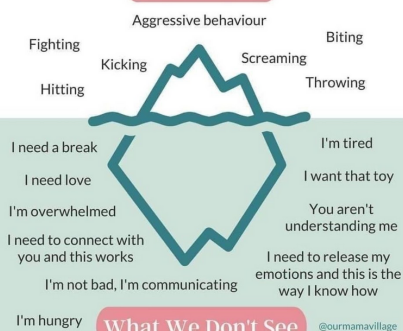 Aggressive behaviour
Fighting
Biting
Kicking
Screaming
Hitting
Throwing
I need a break
I'm tired
I need love
I want that toy
I'm overwhelmed
You aren't
understanding me
I need to connect with
you and this works
I need to release my
emotions and this is the
way I know how
I'm not bad, I'm communicating
I'm hungry
What We Don't See
@ourmamavillage